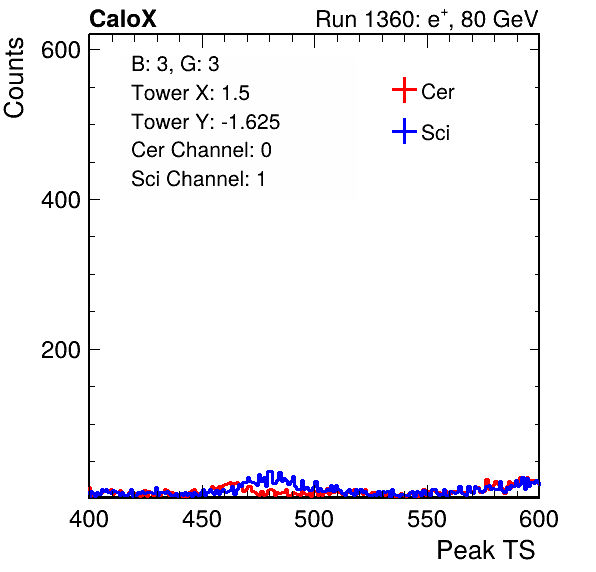 CaloX Run 1360: e⁺, 80 GeV
Counts
600
400
200
B: 3, G: 3
Tower X: 1.5
Tower Y: -1.625
Cer Channel: 0
Sci Channel: 1
Cer
Sci
400 450 500 550 600
Peak TS